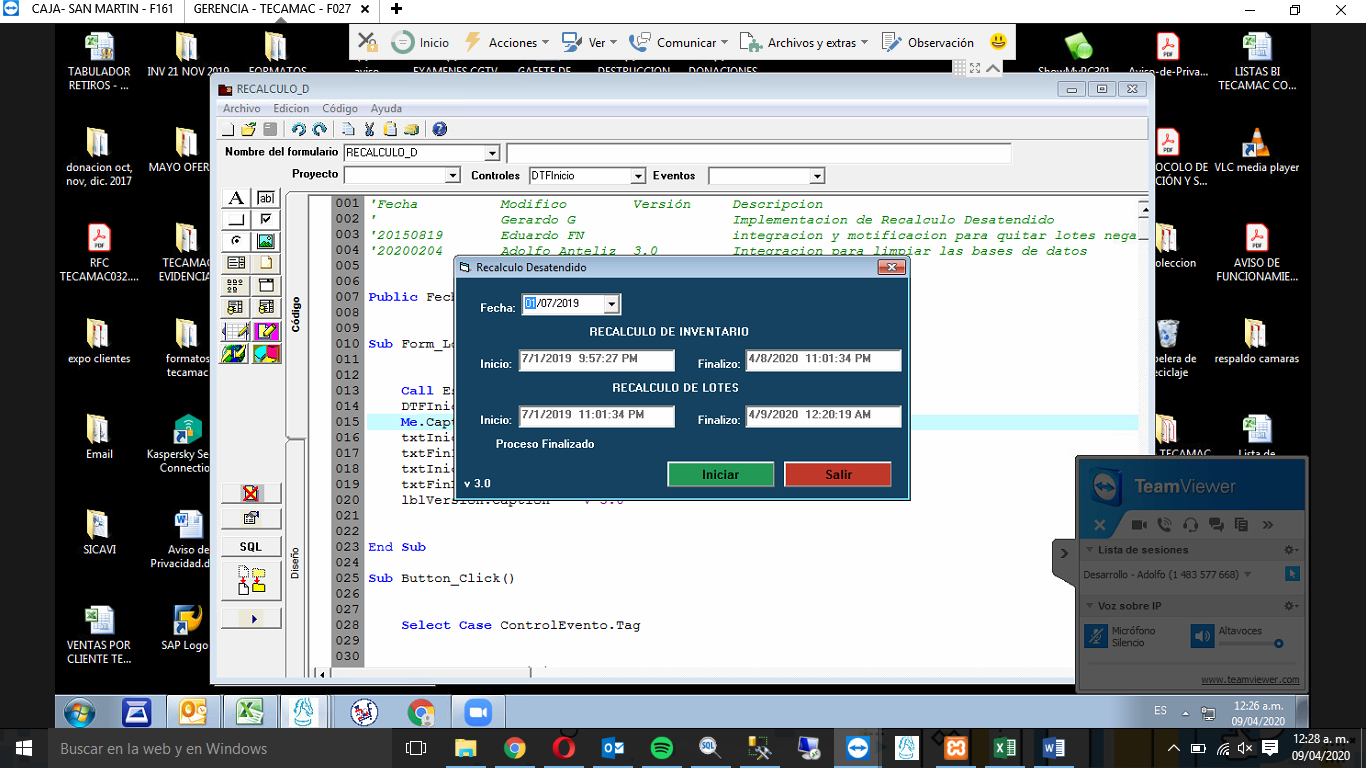 CAJA- SAN MARTIN - F161
GERENCIA - TECAMAC - F027
Inicio
Acciones
Ver
Comunicar
Archivos y extras
Observación
TABULADOR RETIROS - ...
INV 21 NOV 2019
FORMATOS
EXAMENES CGTV
GAFETE DE
DESTRUCCION
DONACIONES
ShowMyPC301
Aviso-de-Priva...
LISTAS BI TECAMAC CO...
RECALCULO_D
Archivo
Edicion
Código
Ayuda
Nombre del formulario
RECALCULO_D
Proyecto
Controles
DTFInicio
Eventos
donacion oct, nov, dic. 2017
MAYO OFER
OCOLO DE
CIÓN Y S...
VLC media player
RFC TECAMAC032....
TECAMA
EVIDENCIA
oleccion
AVISO DE FUNCIONAMIE...
expo clientes
formatos tecamac
pelera de
eciclaje
respaldo camaras
Email
Kaspersky Se
Connectio
TECAMAC
Lista de
SICAVI
Aviso de
Privacidad.d
VENTAS POR CLIENTE TE...
SAP Logo
Código
Diseño
SQL
001 'Fecha Modifico Versión Descripcion
002 ' Gerardo G Implementacion de Recalculo Desatendido
003 '20150819 Eduardo FN integracion y motificacion para quitar lotes nega
004 '20200204 Adolfo Anteliz 3.0 Integracion para limpiar las bases de datos
005
006
007 Public Fech
008
009
010 Sub Form_Lo
011
012
013 Call Es
014 DTFInic
015 Me.Capt
016 txtInic
017 txtFinl
018 txtInic
019 txtFinl
020 lblVersion.Caption
021
022
023 End Sub
024
025 Sub Button_Click()
026
027
028 Select Case ControlEvento.Tag
029
030
Recalculo Desatendido
Fecha: 01/07/2019
RECALCULO DE INVENTARIO
Inicio: 7/1/2019 9:57:27 PM
Finalizo: 4/8/2020 11:01:34 PM
RECALCULO DE LOTES
Inicio: 7/1/2019 11:01:34 PM
Finalizo: 4/9/2020 12:20:19 AM
Proceso Finalizado
Iniciar
Salir
v 3.0
TeamViewer
Lista de sesiones
Desarrollo - Adolfo (1 483 577 668)
Voz sobre IP
Micrófono
Silencio
Altavoces
www.teamviewer.com
ES
12:26 a.m.
09/04/2020
Buscar en la web y en Windows
12:28 a. m.
09/04/2020